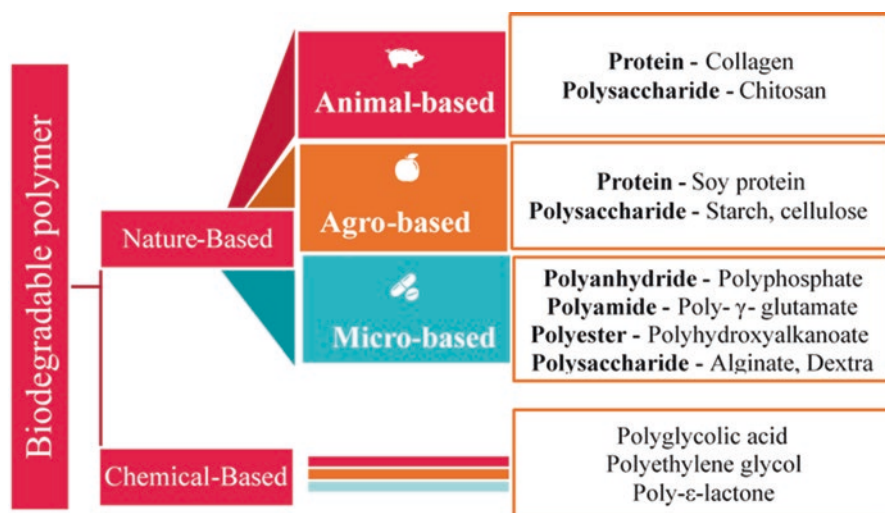 Biodegradable polymer
Nature-Based
Animal-based
Protein - Collagen
Polysaccharide - Chitosan
Agro-based
Protein - Soy protein
Polysaccharide - Starch, cellulose
Micro-based
Polyanhydride - Polyphosphate
Polyamide - Poly- γ- glutamate
Polyester - Polyhydroxyalkanoate
Polysaccharide - Alginate, Dextra
Chemical-Based
Polyglycolic acid
Polyethylene glycol
Poly-ε-lactone